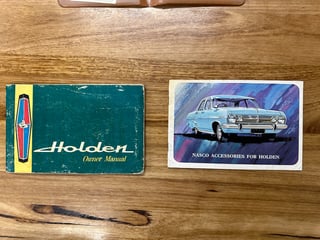 Holden
Owner Manual
NASCO ACCESSORIES FOR HOLDEN